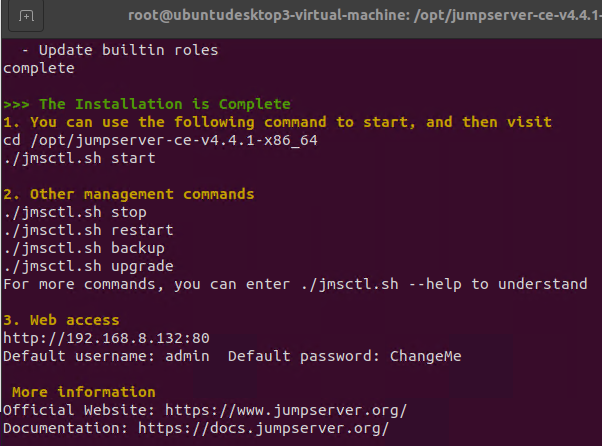 root@ubuntudesktop3-virtual-machine: /opt/jumpserver-ce-v4.4.1-
- Update builtin roles
complete
>>> The Installation is Complete
1. You can use the following command to start, and then visit
cd /opt/jumpserver-ce-v4.4.1-x86_64
./jmsctl.sh start
2. Other management commands
./jmsctl.sh stop
./jmsctl.sh restart
./jmsctl.sh backup
./jmsctl.sh upgrade
For more commands, you can enter ./jmsctl.sh --help to understand
3. Web access
http://192.168.8.132:80
Default username: admin  Default password: ChangeMe
More information
Official Website: https://www.jumpserver.org/
Documentation: https://docs.jumpserver.org/